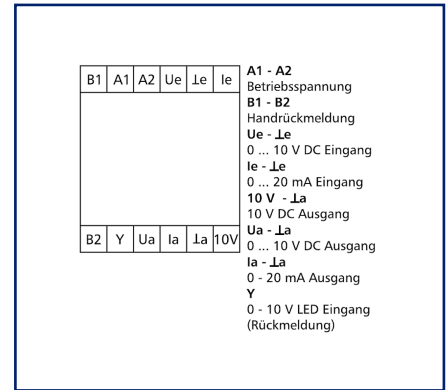 B1 A1 A2 Ue ⊥e Ie
B2 Y Ua Ia ⊥a 10V
A1 - A2
Betriebsspannung
B1 - B2
Handrückmeldung
Ue - ⊥e
0 ... 10 V DC Eingang
Ie - ⊥e
0 ... 20 mA Eingang
10 V - ⊥a
10 V DC Ausgang
Ua - ⊥a
0 ... 10 V DC Ausgang
Ia - ⊥a
0 - 20 mA Ausgang
Y
0 - 10 V LED Eingang
(Rückmeldung)